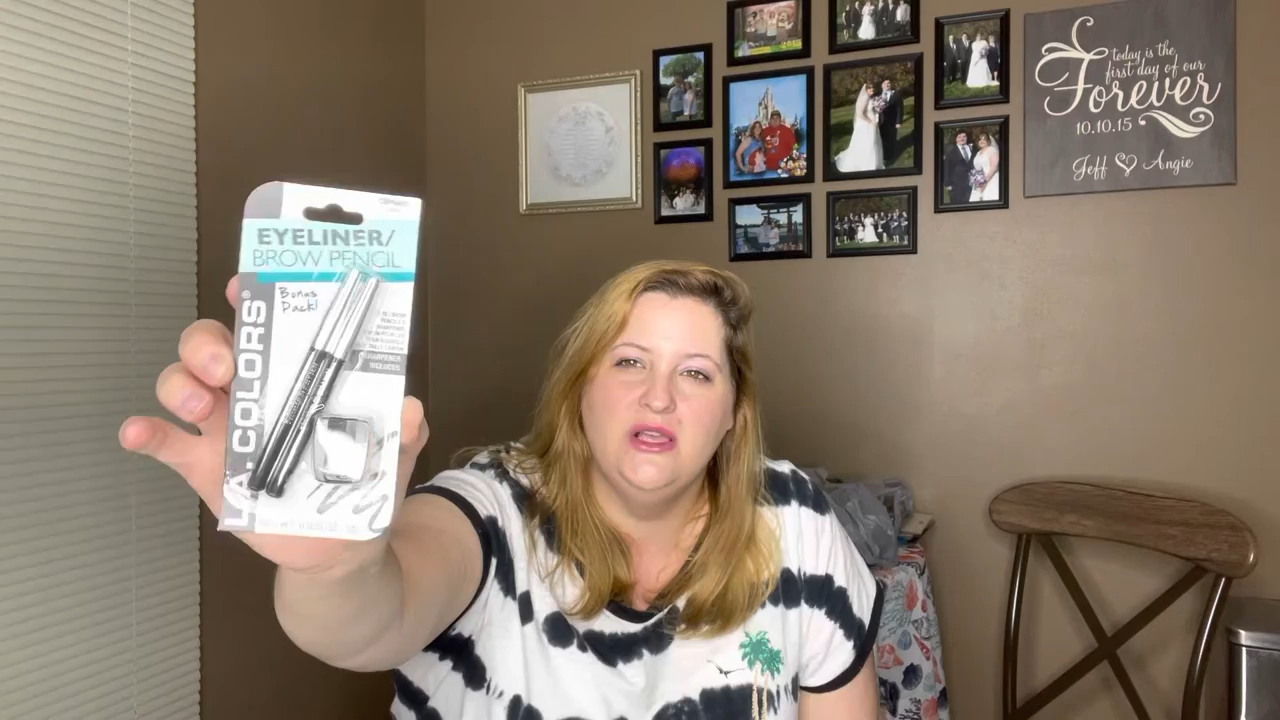 EYELINER/
BROW PENCIL
Bonus
Pack!
L.A. COLORS®
SHARPENER
INCLUDED
today is the
first day of our
Forever
10.10.15
Jeff Angie